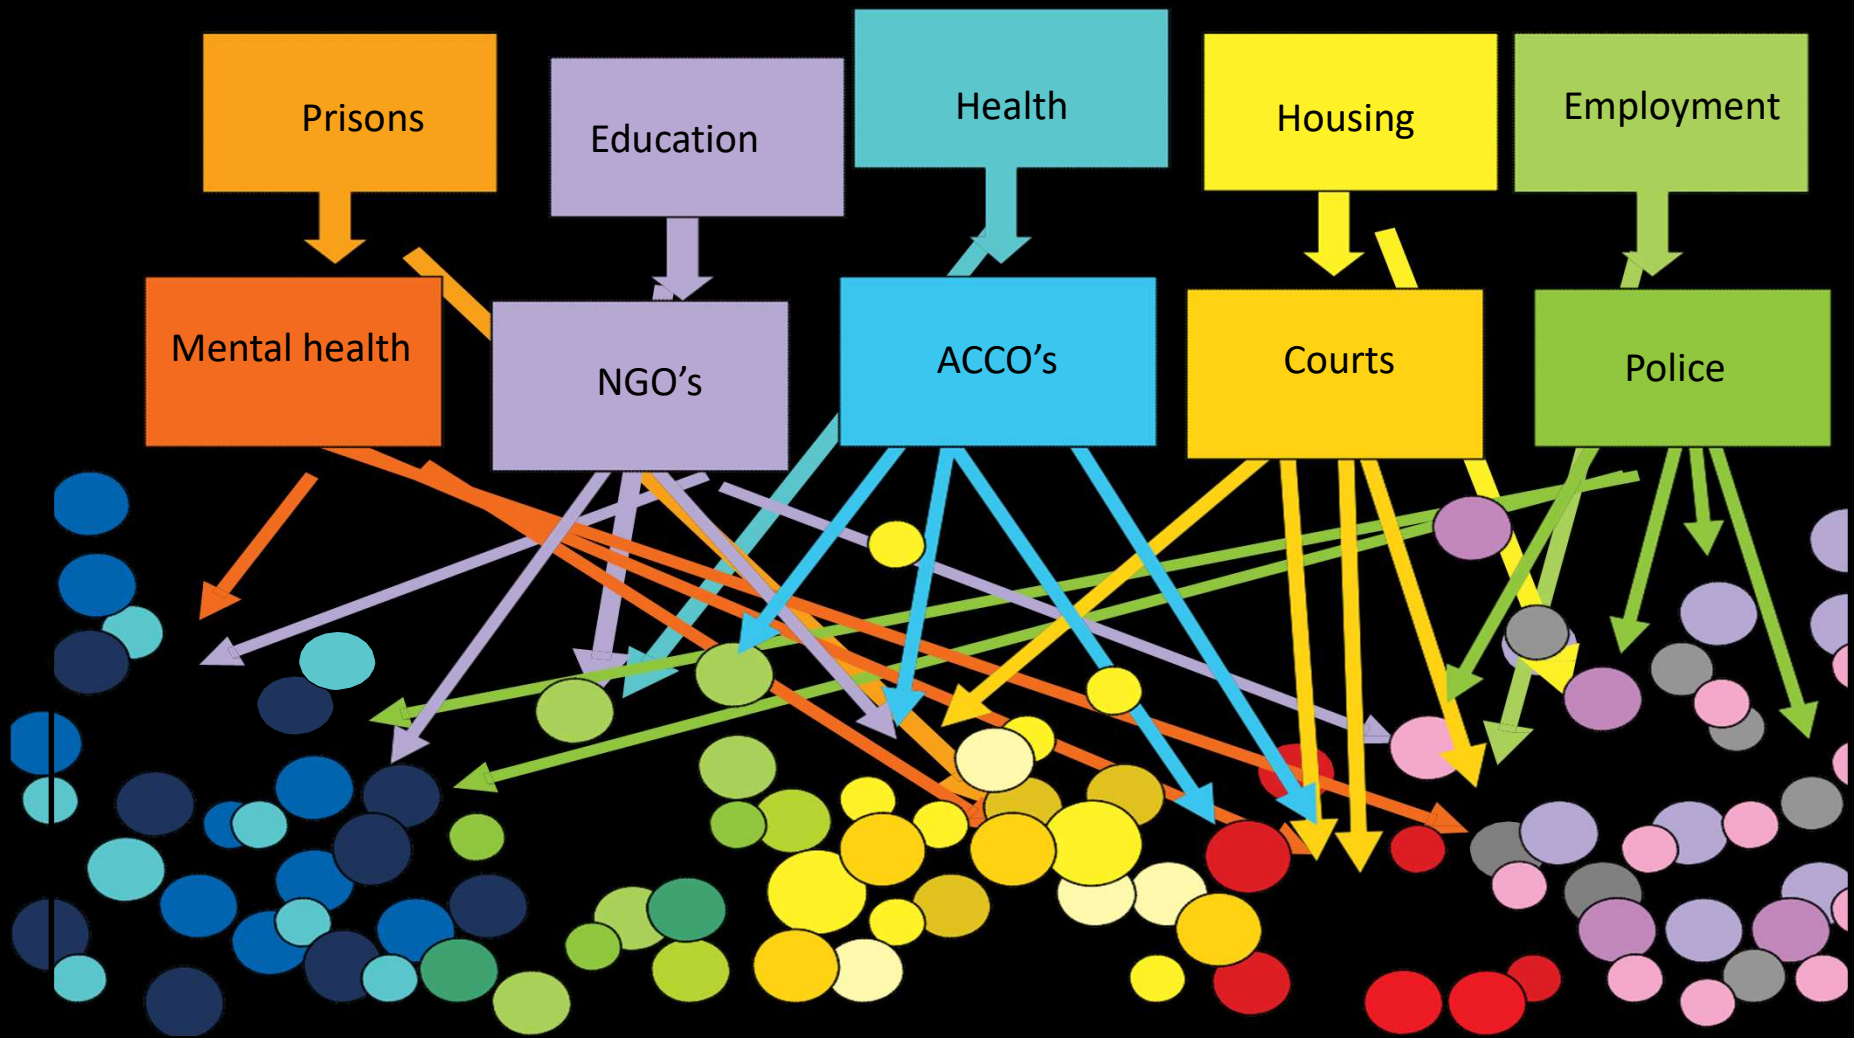 Prisons
Education
Health
Housing
Employment
Mental health
NGO’s
ACCO’s
Courts
Police